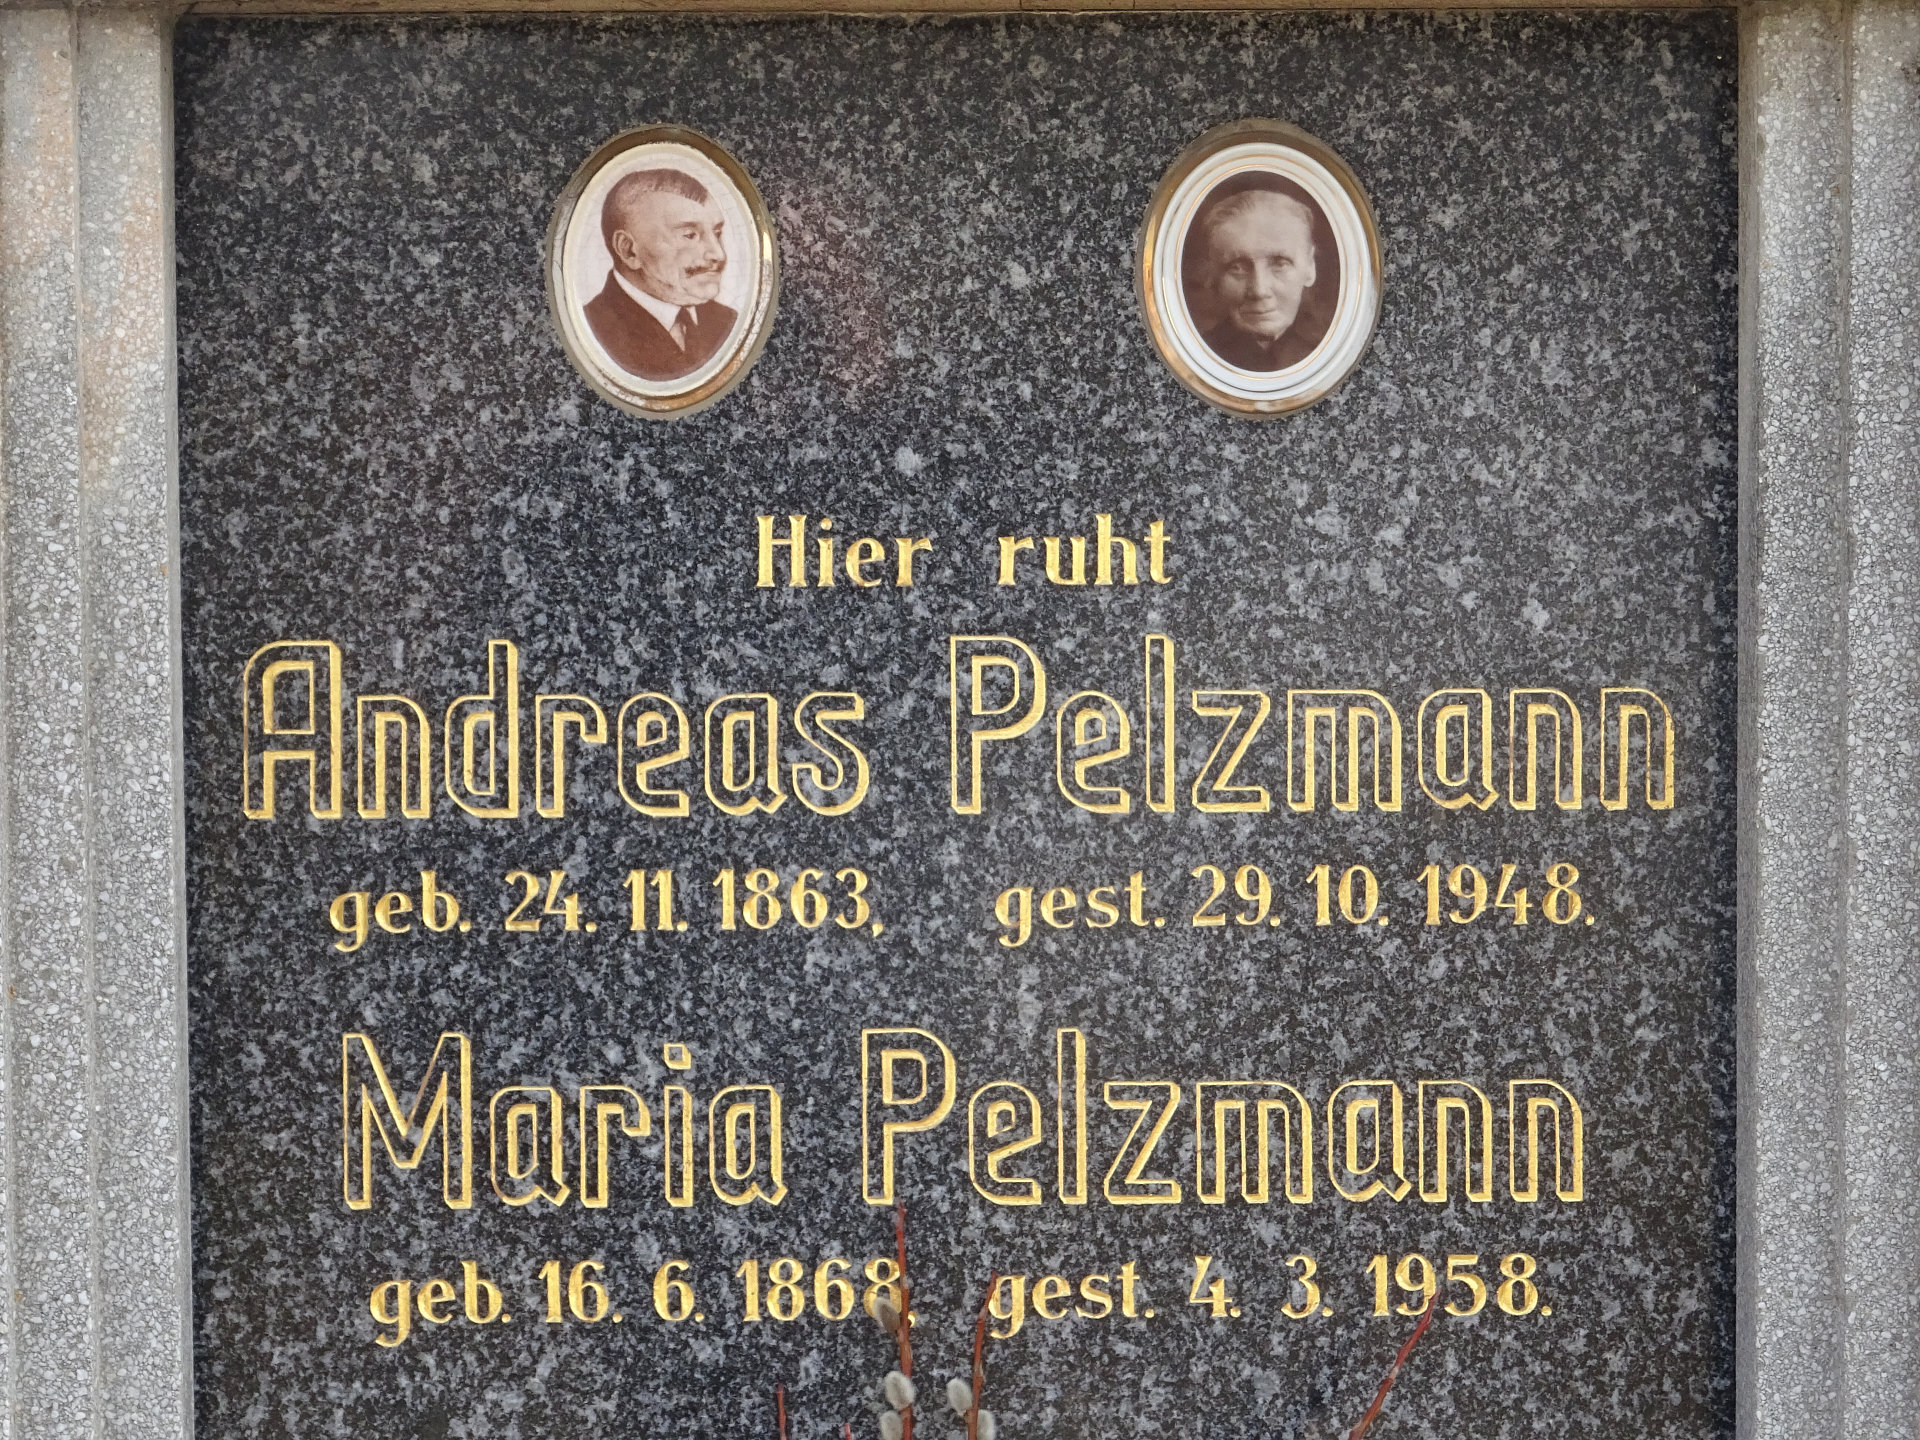 Hier ruht
Andreas Pelzmann
geb. 24. 11. 1863, gest. 29. 10. 1948.
Maria Pelzmann
geb. 16. 6. 1868, gest. 4. 3. 1958.